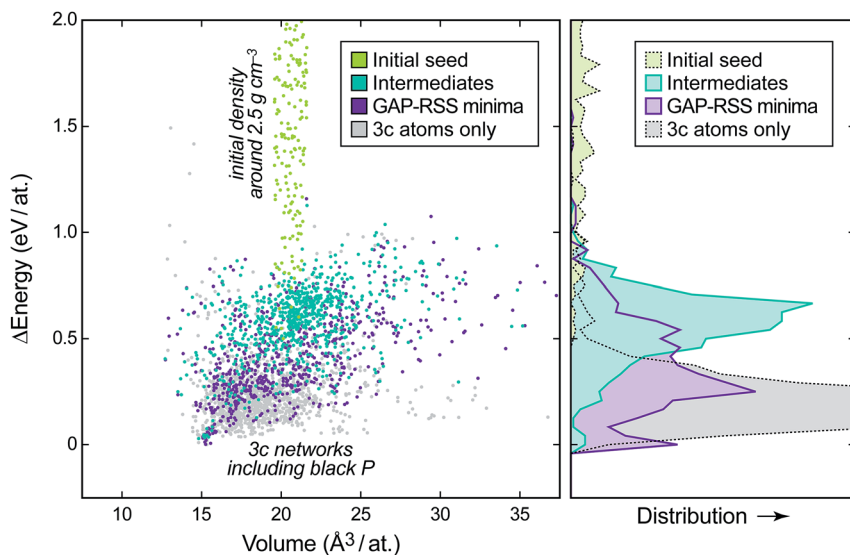 2.0
1.5
1.0
0.5
0
ΔEnergy (eV / at.)
initial density
around 2.5 g cm⁻³
Initial seed
Intermediates
GAP-RSS minima
3c atoms only
3c networks
including black P
10
15
20
25
30
35
Volume (Å³ / at.)
Initial seed
Intermediates
GAP-RSS minima
3c atoms only
Distribution →